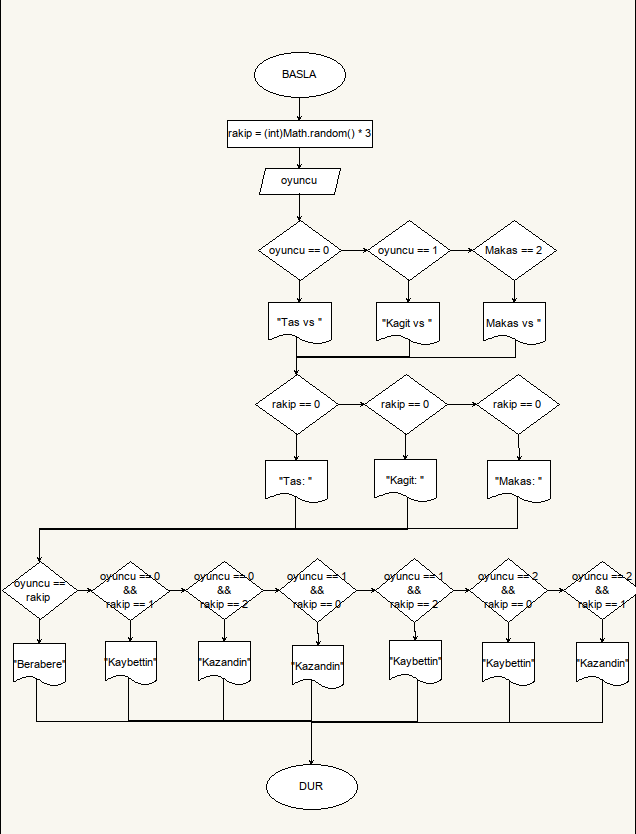 BASLA
rakip = (int)Math.random() * 3
oyuncu
oyuncu == 0
oyuncu == 1
Makas == 2
"Tas vs "
"Kagit vs "
Makas vs "
rakip == 0
rakip == 0
rakip == 0
"Tas: "
"Kagit: "
"Makas: "
oyuncu ==
rakip
oyuncu == 0
&&
rakip == 1
oyuncu == 0
&&
rakip == 2
oyuncu == 1
&&
rakip == 0
oyuncu == 1
&&
rakip == 2
oyuncu == 2
&&
rakip == 0
oyuncu == 2
&&
rakip == 1
"Berabere"
"Kaybettin"
"Kazandin"
"Kazandin"
"Kaybettin"
"Kaybettin"
"Kazandin"
DUR